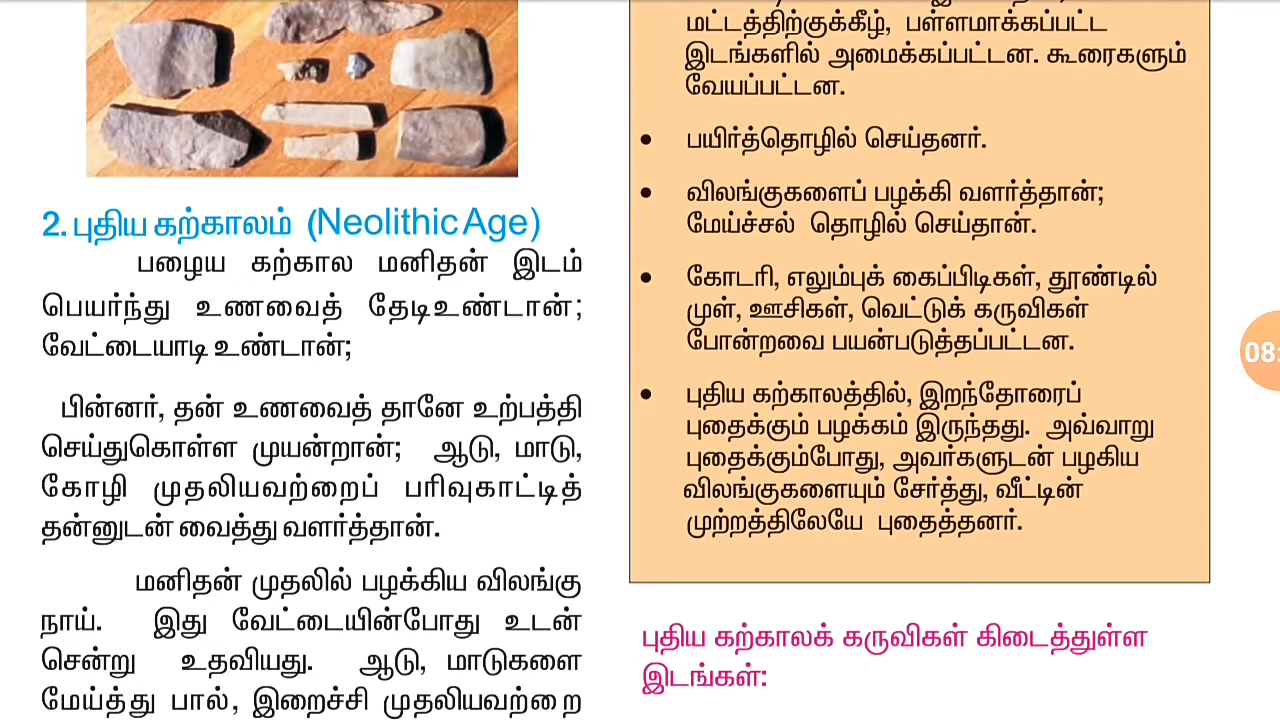 2. புதிய கற்காலம் (Neolithic Age)
பழைய கற்கால மனிதன் இடம்
பெயர்ந்து உணவைத் தேடிஉண்டான்;
வேட்டையாடி உண்டான்;
பின்னர், தன் உணவைத் தானே உற்பத்தி
செய்துகொள்ள முயன்றான்; ஆடு, மாடு,
கோழி முதலியவற்றைப் பரிவுகாட்டித்
தன்னுடன் வைத்து வளர்த்தான்.
மனிதன் முதலில் பழக்கிய விலங்கு
நாய். இது வேட்டையின்போது உடன்
சென்று உதவியது. ஆடு, மாடுகளை
மேய்த்து பால், இறைச்சி முதலியவற்றை
மட்டத்திற்குக்கீழ், பள்ளமாக்கப்பட்ட
இடங்களில் அமைக்கப்பட்டன. கூரைகளும்
வேயப்பட்டன.
• பயிர்த்தொழில் செய்தனர்.
• விலங்குகளைப் பழக்கி வளர்த்தான்;
மேய்ச்சல் தொழில் செய்தான்.
• கோடரி, எலும்புக் கைப்பிடிகள், தூண்டில்
முள், ஊசிகள், வெட்டுக் கருவிகள்
போன்றவை பயன்படுத்தப்பட்டன.
• புதிய கற்காலத்தில், இறந்தோரைப்
புதைக்கும் பழக்கம் இருந்தது. அவ்வாறு
புதைக்கும்போது, அவர்களுடன் பழகிய
விலங்குகளையும் சேர்த்து, வீட்டின்
முற்றத்திலேயே புதைத்தனர்.
புதிய கற்காலக் கருவிகள் கிடைத்துள்ள
இடங்கள்:
08: